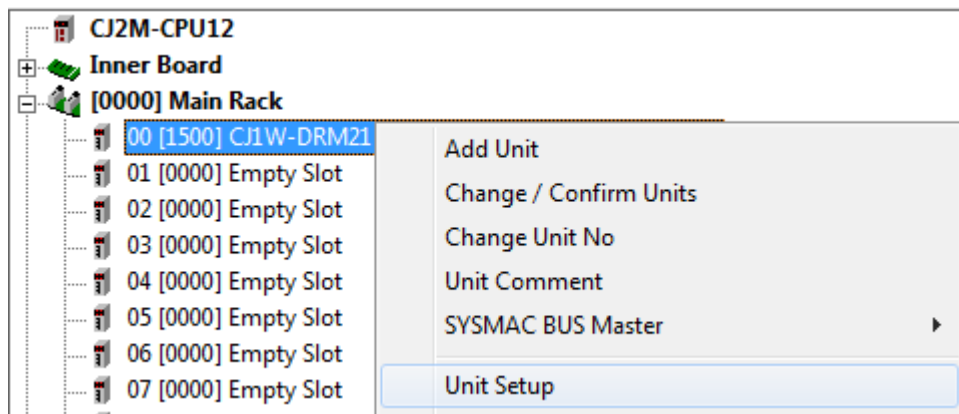 CJ2M-CPU12
Inner Board
[0000] Main Rack
00 [1500] CJ1W-DRM21
01 [0000] Empty Slot
02 [0000] Empty Slot
03 [0000] Empty Slot
04 [0000] Empty Slot
05 [0000] Empty Slot
06 [0000] Empty Slot
07 [0000] Empty Slot
Add Unit
Change / Confirm Units
Change Unit No
Unit Comment
SYSMAC BUS Master
Unit Setup